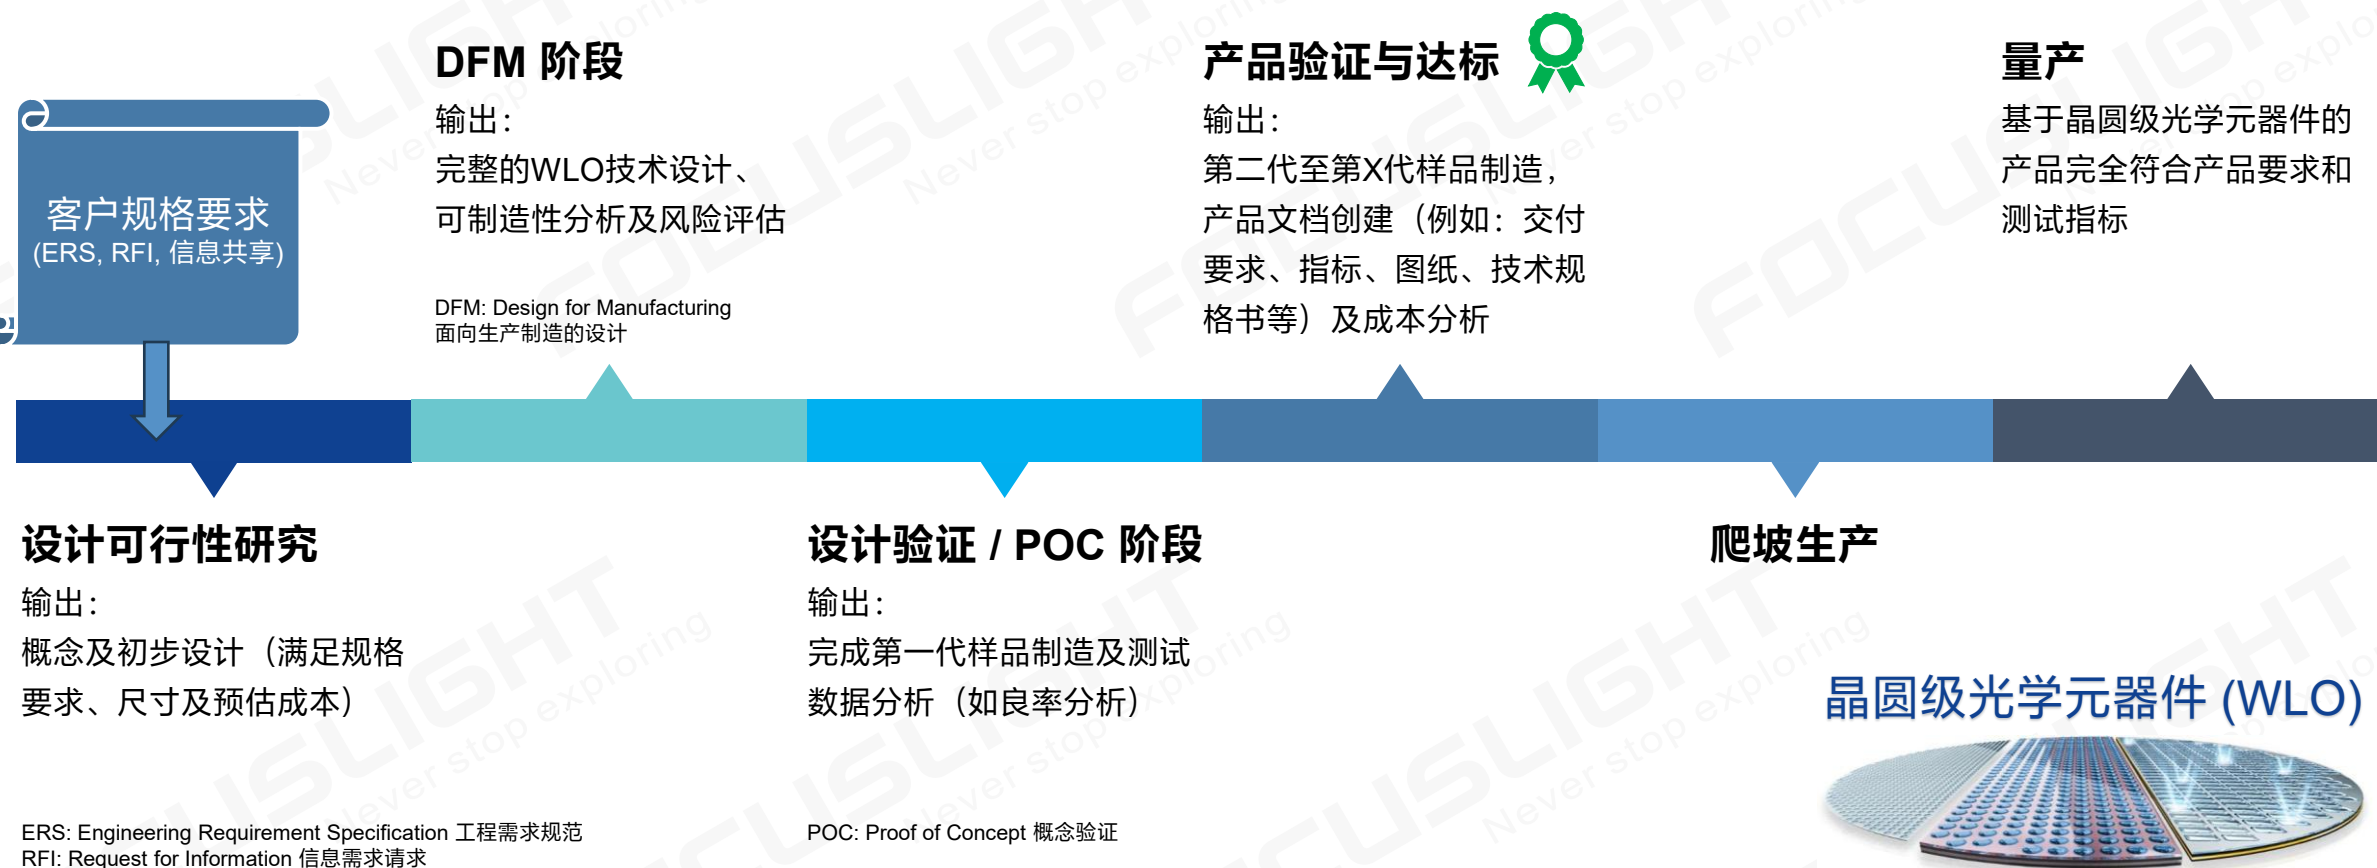 客户规格要求
(ERS, RFI, 信息共享)
DFM 阶段
输出：
完整的WLO技术设计、
可制造性分析及风险评估
DFM: Design for Manufacturing
面向生产制造的设计
产品验证与达标
输出：
第二代至第X代样品制造，
产品文档创建（例如：交付
要求、指标、图纸、技术规
格书等）及成本分析
量产
基于晶圆级光学元器件的
产品完全符合产品要求和
测试指标
设计可行性研究
输出：
概念及初步设计（满足规格
要求、尺寸及预估成本）
ERS: Engineering Requirement Specification 工程需求规范
RFI: Request for Information 信息需求请求
设计验证 / POC 阶段
输出：
完成第一代样品制造及测试
数据分析（如良率分析）
POC: Proof of Concept 概念验证
爬坡生产
晶圆级光学元器件 (WLO)
FOCUSLIGHT
Never stop exploring